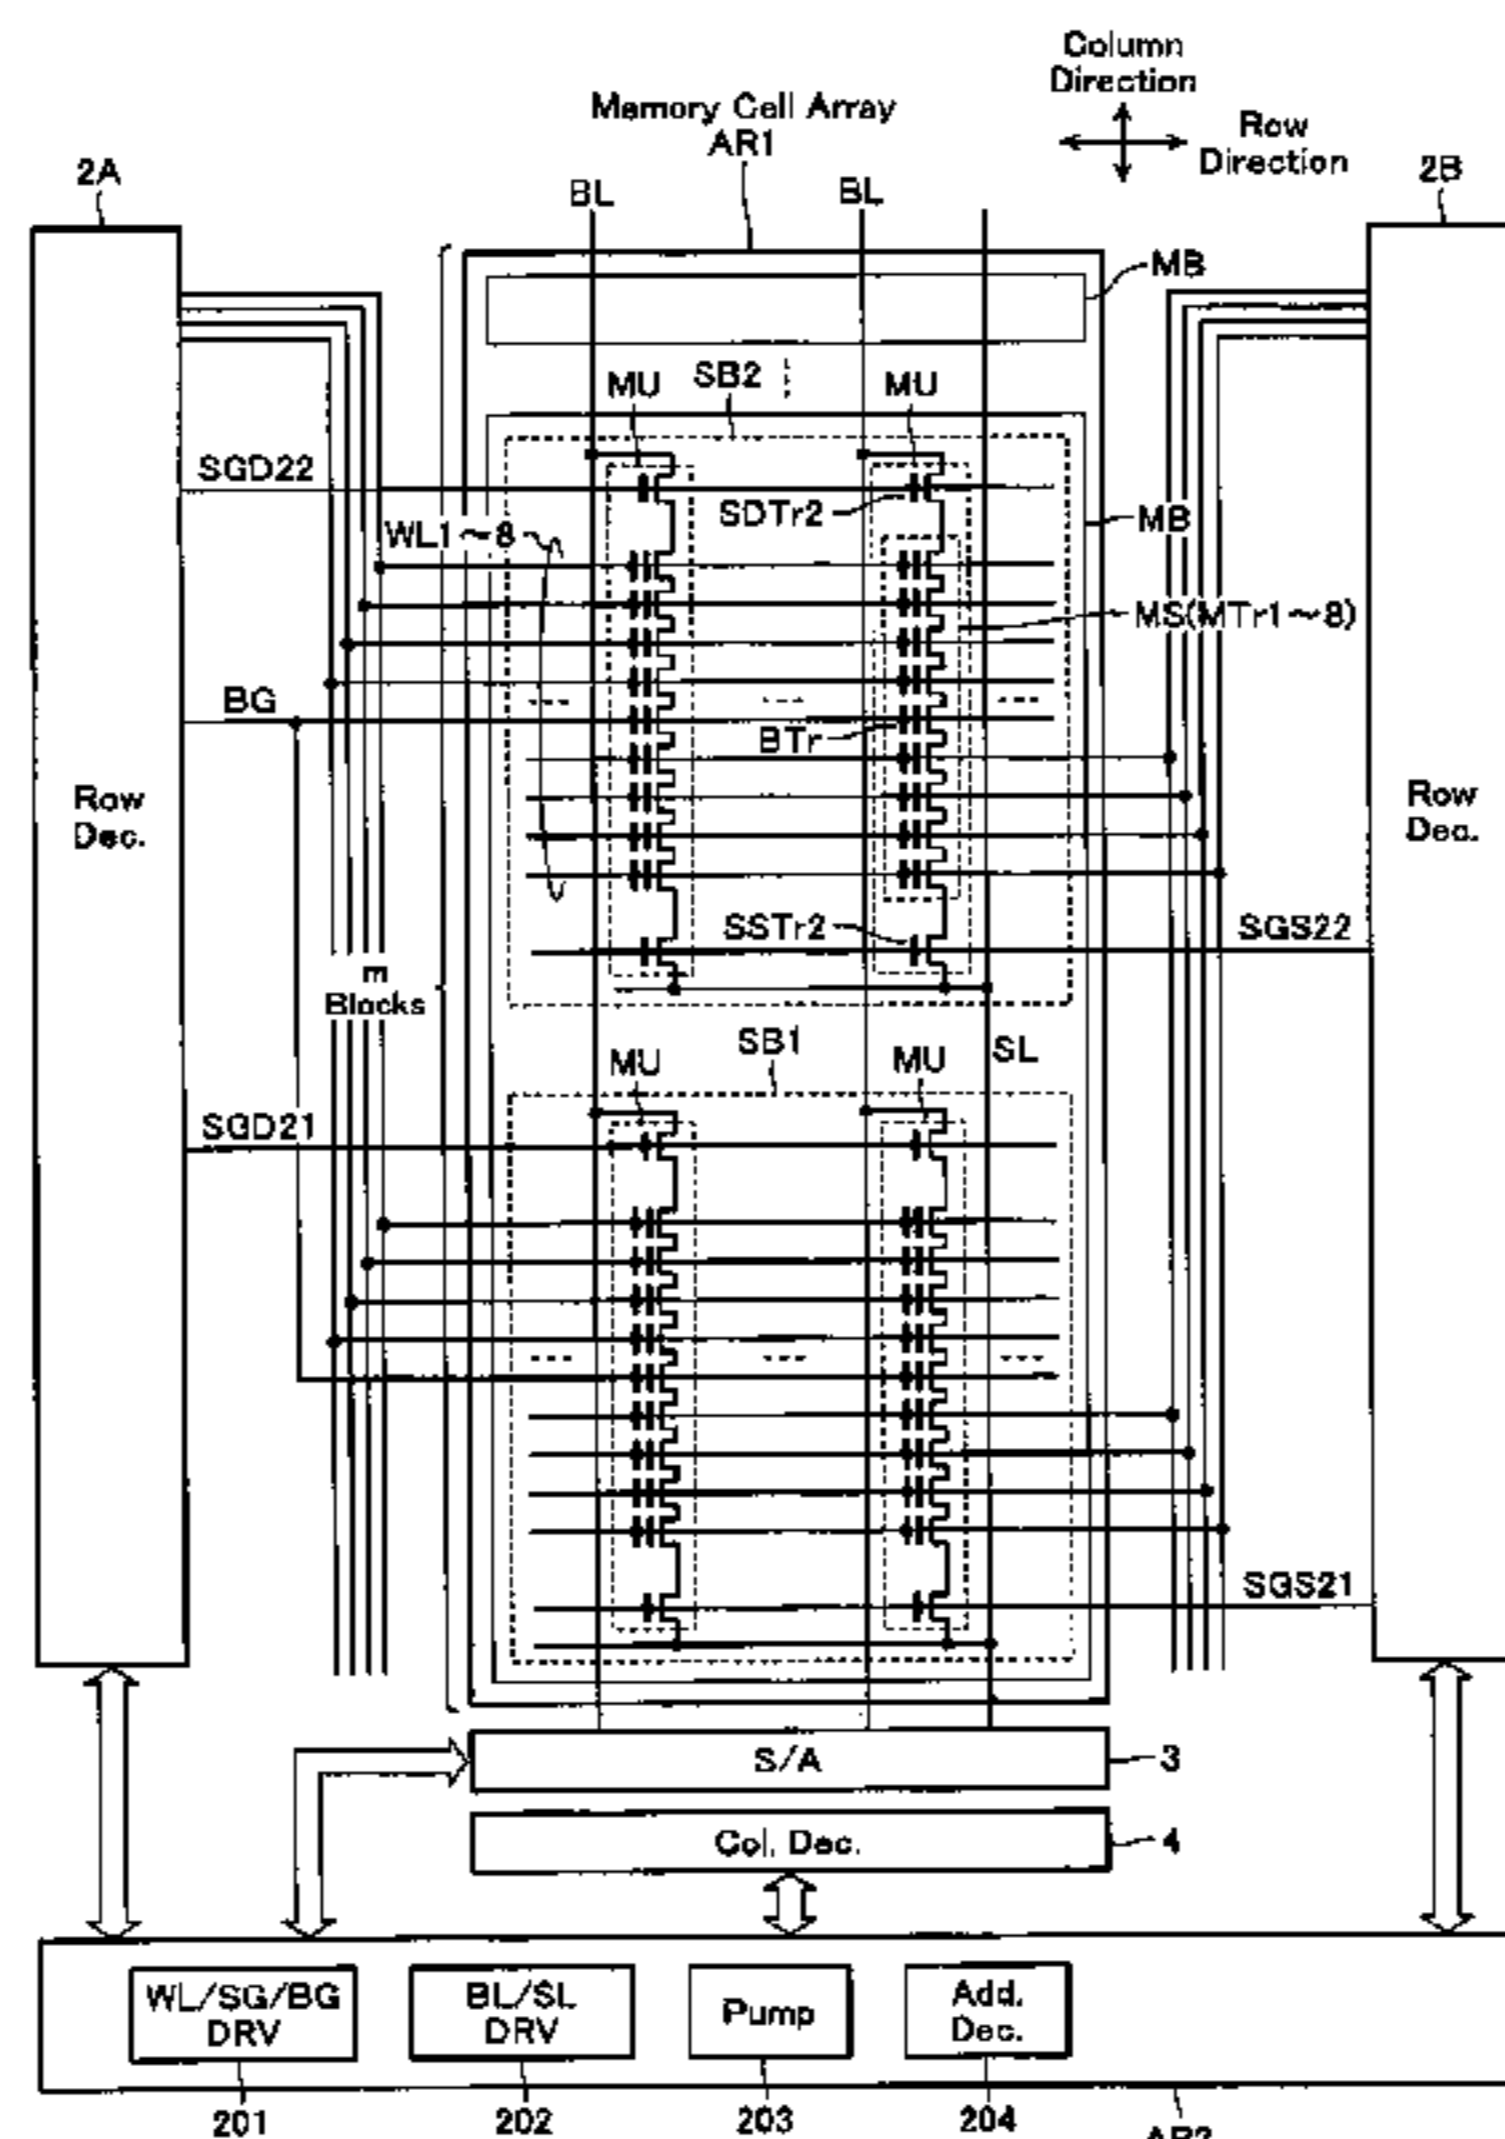 Column
Direction
Memory Cell Array
AR1
Row
Direction
2A
2B
BL
BL
MB
MU
SB2
MU
SGD22
SDTr2
MB
WL1~8
MS(MTr1~8)
BG
BTr
Row
Dec.
Row
Dec.
SSTr2
SGS22
m
Blocks
SB1
SL
MU
MU
SGD21
SGS21
S/A
3
Col. Dec.
4
WL/SG/BG
DRV
BL/SL
DRV
Pump
Add.
Dec.
201
202
203
204